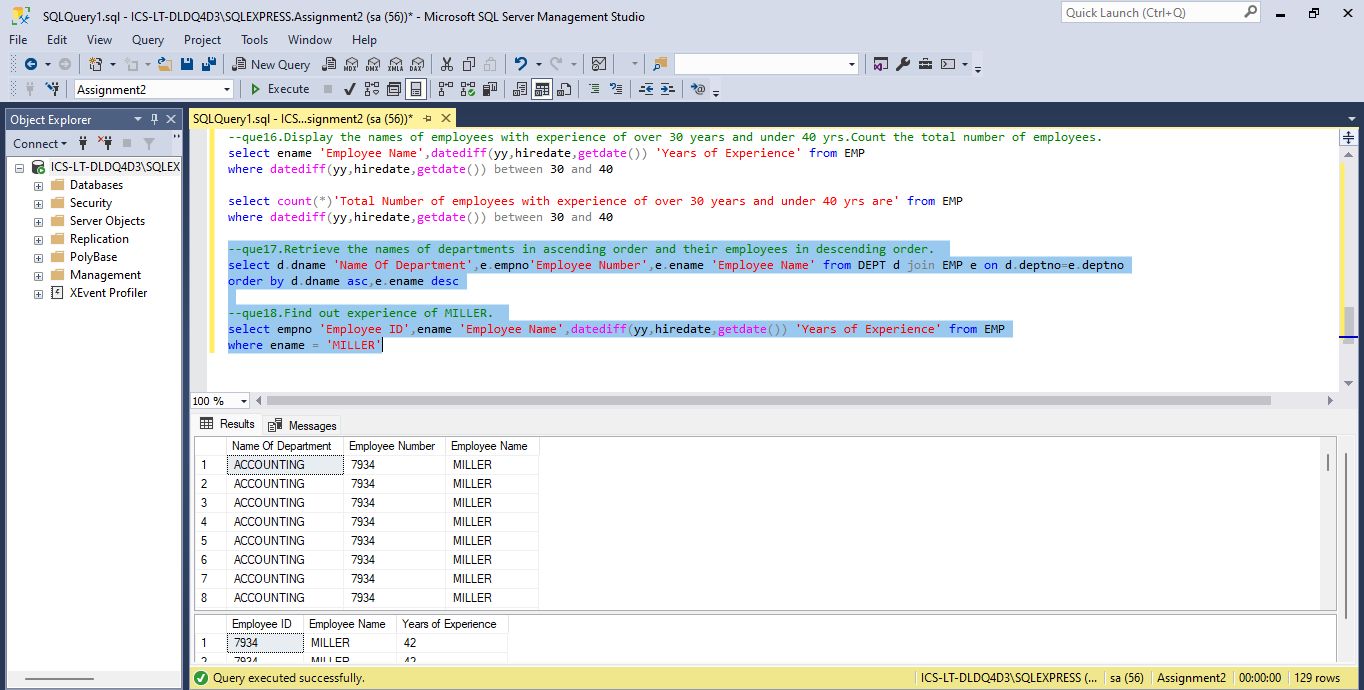 SQLQuery1.sql - ICS-LT-DLDQ4D3\SQLEXPRESS.Assignment2 (sa (56))* - Microsoft SQL Server Management Studio
Quick Launch (Ctrl+Q)
File Edit View Query Project Tools Window Help
New Query MDX DMX XMLA DAX
Assignment2 Execute
Object Explorer
SQLQuery1.sql - ICS...signment2 (sa (56))*
Connect
ICS-LT-DLDQ4D3\SQLEX
Databases
Security
Server Objects
Replication
PolyBase
Management
XEvent Profiler
--que16.Display the names of employees with experience of over 30 years and under 40 yrs.Count the total number of employees.
select ename 'Employee Name',datediff(yy,hiredate,getdate()) 'Years of Experience' from EMP
where datediff(yy,hiredate,getdate()) between 30 and 40
select count(*)'Total Number of employees with experience of over 30 years and under 40 yrs are' from EMP
where datediff(yy,hiredate,getdate()) between 30 and 40
--que17.Retrieve the names of departments in ascending order and their employees in descending order.
select d.dname 'Name Of Department',e.empno'Employee Number',e.ename 'Employee Name' from DEPT d join EMP e on d.deptno=e.deptno
order by d.dname asc,e.ename desc
--que18.Find out experience of MILLER.
select empno 'Employee ID',ename 'Employee Name',datediff(yy,hiredate,getdate()) 'Years of Experience' from EMP
where ename = 'MILLER'
100 %
Results Messages
Name Of Department Employee Number Employee Name
1 ACCOUNTING 7934 MILLER
2 ACCOUNTING 7934 MILLER
3 ACCOUNTING 7934 MILLER
4 ACCOUNTING 7934 MILLER
5 ACCOUNTING 7934 MILLER
6 ACCOUNTING 7934 MILLER
7 ACCOUNTING 7934 MILLER
8 ACCOUNTING 7934 MILLER
Employee ID Employee Name Years of Experience
1 7934 MILLER 42
2 7934 MILLER 42
Query executed successfully.
ICS-LT-DLDQ4D3\SQLEXPRESS (... sa (56) Assignment2 00:00:00 129 rows